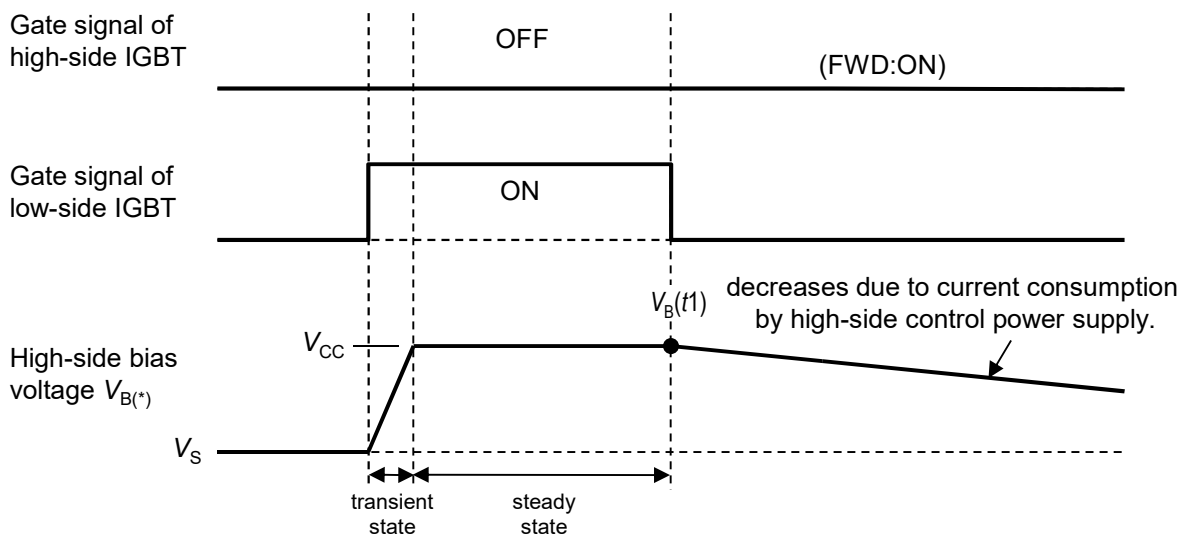 Gate signal of
high-side IGBT
OFF
(FWD:ON)
Gate signal of
low-side IGBT
ON
VB(t1)
decreases due to current consumption
by high-side control power supply.
VCC
High-side bias
voltage VB(*)
VS
transient
state
steady
state